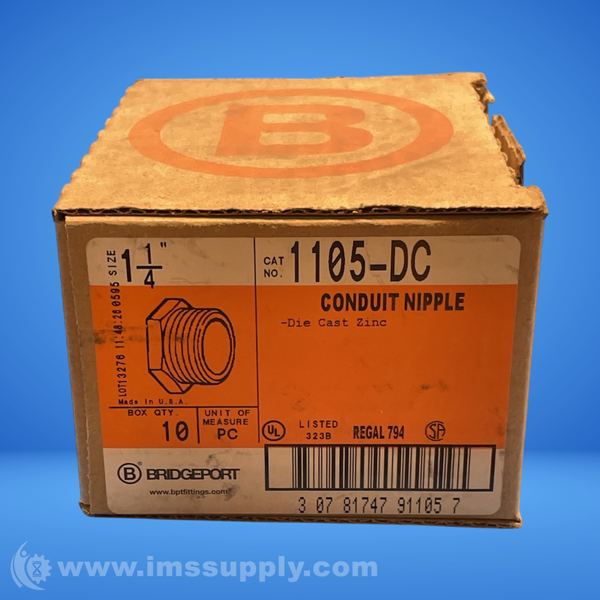 B
LOT13276 11:48:26 0595 SIZE
1 1/4"
CAT NO. 1105-DC
CONDUIT NIPPLE
-Die Cast Zinc
Made in U.S.A.
BOX QTY. 10
UNIT OF MEASURE PC
UL LISTED 323B
REGAL 794
SA
B BRIDGEPORT
www.bptfittings.com
3 07 81747 91105 7
www.imssupply.com